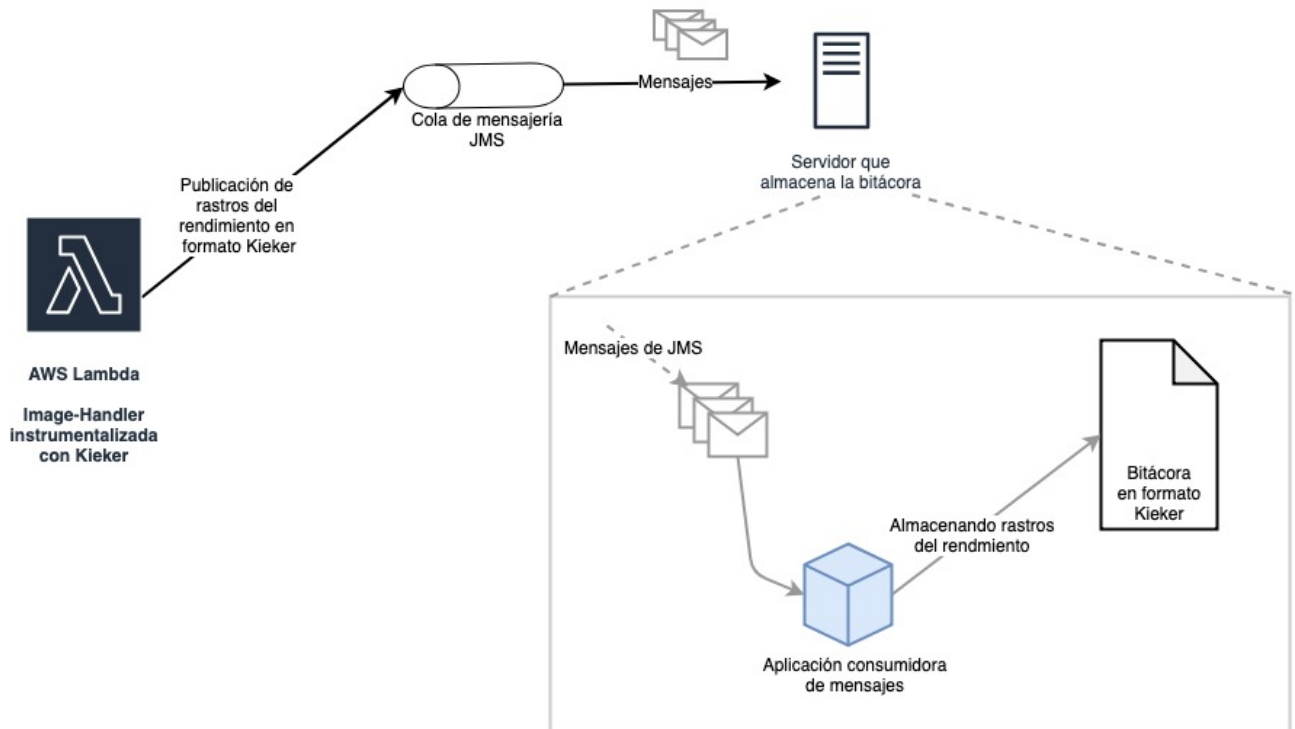 Mensajes
Cola de mensajería
JMS
Servidor que
almacena la bitácora
Publicación de
rastros del
rendimiento en
formato Kieker
AWS Lambda
Image-Handler
instrumentalizada
con Kieker
Mensajes de JMS
Bitácora
en formato
Kieker
Almacenando rastros
del rendmiento
Aplicación consumidora
de mensajes